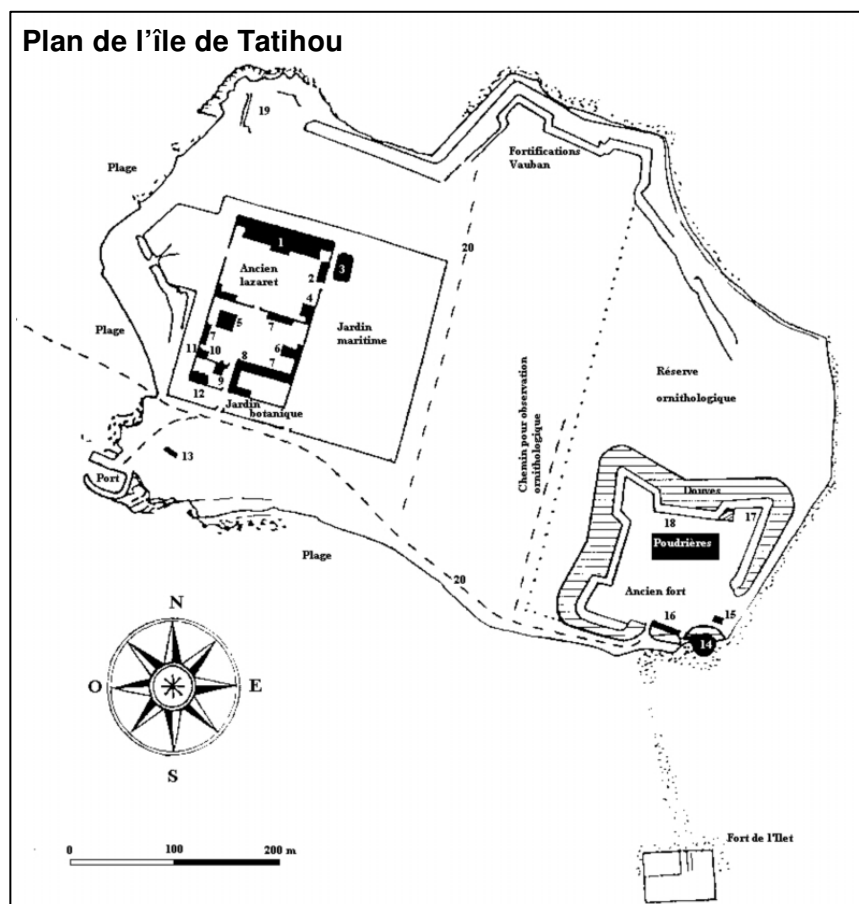 Plan de l'île de Tatihou
19
Plage
Fortifications
Vauban
20
1
Ancien
lazaret
2
3
4
5
7
Jardin
maritime
Plage
7
11
10
8
6
7
9
12
Jardin
botanique
Chemin pour observation
ornithologique
Réserve
ornithologique
13
Port
Douves
18
17
Poudrières
Plage
20
Ancien fort
16
15
14
N
O
E
S
0
100
200 m
Fort de l'Ilet